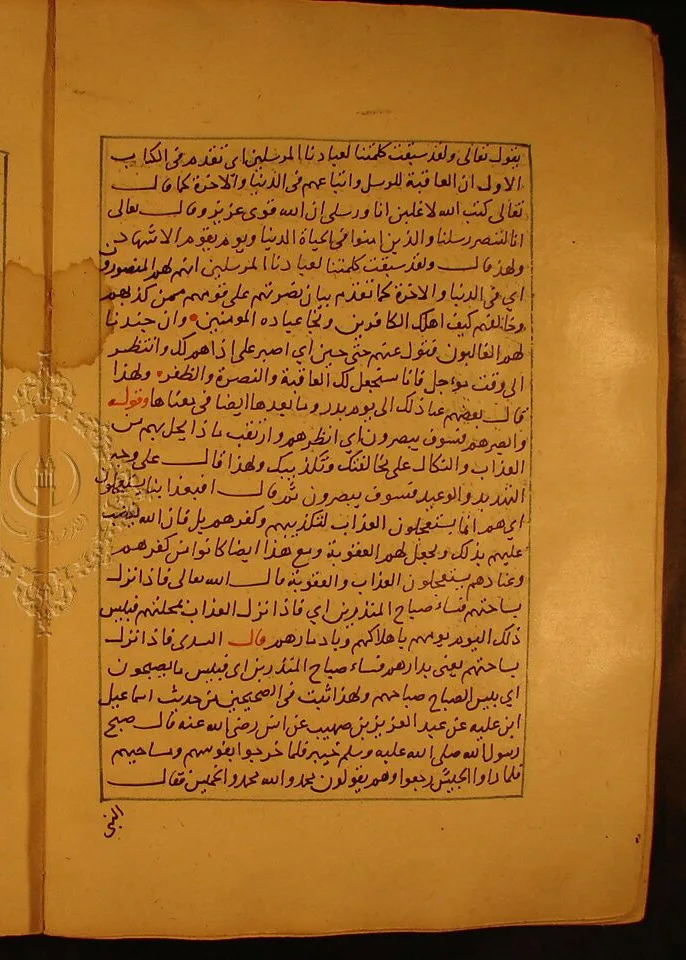 يقول تعالى ولقد سبقت كلمتنا لعبادنا المرسلين اي تقدم في الكتاب
الاول ان العاقبة للرسل واتباعهم في الدنيا والاخرة كما قال
تعالى كتب الله لاغلبن انا ورسلي ان الله قوي عزيز وقال تعالى
انا لننصر رسلنا والذين امنوا في الحياة الدنيا ويوم يقوم الاشهاد
ولهذا قال ولقد سبقت كلمتنا لعبادنا المرسلين انهم لهم المنصورون
اي في الدنيا والاخرة كما تقدم بيان نصرتهم على قومهم ممن كذبهم
وخالفهم كيف اهلك الكافرين ونجا عباده المومنين وان جندنا
لهم الغالبون فتول عنهم حتى حين اي اصبر على اذاهم لك وانتظر
الى وقت مؤجل فانا سنجعل لك العاقبة والنصرة والظفر ولهذا
قال بعضهم غيا ذلك الى يوم بدر وما بعدها ايضا في معناها وقوله
وابصرهم فسوف يبصرون اي انظرهم وارتقب ماذا يحل بهم من
العذاب والنكال على مخالفتك وتكذيبك ولهذا قال على وجه
التهديد والوعيد فسوف يبصرون ثم قال افبعذابنا يستعجلون
اي هم انما يستعجلون العذاب لتكذيبهم وكفرهم بك فان الله يغضب
عليهم بذلك ويجعل لهم العقوبة ومع هذا ايضا كانوا من كفرهم
وعنادهم يستعجلون العذاب والعقوبة قال الله تعالى فاذا نزل
بساحتهم فساء صباح المنذرين اي فاذا نزل العذاب بمحلتهم فبيس
ذلك اليوم يومهم باهلاكهم ودمارهم قال السدي فاذا نزل
بساحتهم يعني بدارهم فساء صباح المنذرين اي فبيس ما يصبحون
اي بيس الصباح صباحهم ولهذا ثبت في الصحيحين من حديث اسماعيل
ابن عليه عن عبد العزيز بن صهيب عن انس رضي الله عنه قال صبح
رسول الله صلى الله عليه وسلم خيبر فلما خرجوا بفوسهم ومساحيهم
فلما راوا الجيش رجعوا وهم يقولون محمد والله محمد والخميس فقال
النبي